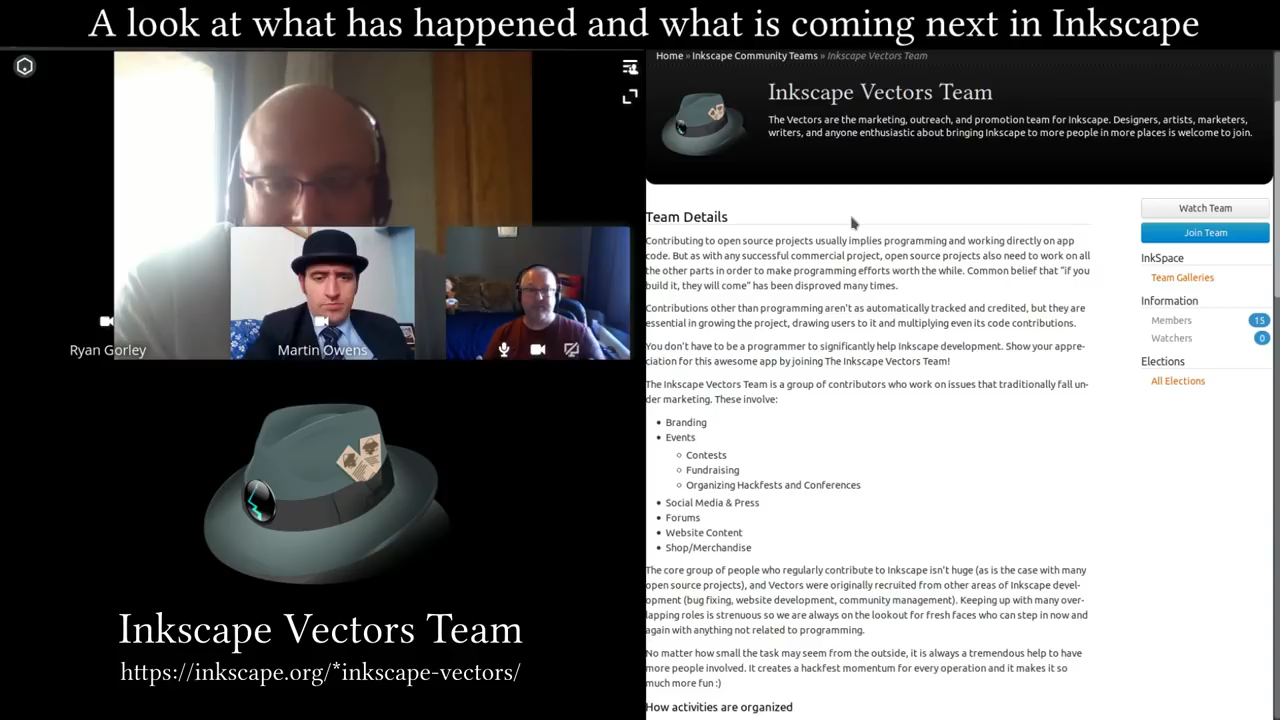 A look at what has happened and what is coming next in Inkscape
Ryan Gorley
Martin Owens
Inkscape Vectors Team
https://inkscape.org/*inkscape-vectors/
Home » Inkscape Community Teams » Inkscape Vectors Team
Inkscape Vectors Team
The Vectors are the marketing, outreach, and promotion team for Inkscape. Designers, artists, marketers,
writers, and anyone enthusiastic about bringing Inkscape to more people in more places is welcome to join.
Team Details
Contributing to open source projects usually implies programming and working directly on app
code. But as with any successful commercial project, open source projects also need to work on all
the other parts in order to make programming efforts worth the while. Common belief that "if you
build it, they will come" has been disproved many times.
Contributions other than programming aren't as automatically tracked and credited, but they are
essential in growing the project, drawing users to it and multiplying even its code contributions.
You don't have to be a programmer to significantly help Inkscape development. Show your appre-
ciation for this awesome app by joining The Inkscape Vectors Team!
The Inkscape Vectors Team is a group of contributors who work on issues that traditionally fall un-
der marketing. These involve:
• Branding
• Events
○ Contests
○ Fundraising
○ Organizing Hackfests and Conferences
• Social Media & Press
• Forums
• Website Content
• Shop/Merchandise
The core group of people who regularly contribute to Inkscape isn't huge (as is the case with many
open source projects), and Vectors were originally recruited from other areas of Inkscape devel-
opment (bug fixing, website development, community management). Keeping up with many over-
lapping roles is strenuous so we are always on the lookout for fresh faces who can step in now and
again with anything not related to programming.
No matter how small the task may seem from the outside, it is always a tremendous help to have
more people involved. It creates a hackfest momentum for every operation and it makes it so
much more fun :)
How activities are organized
Watch Team
Join Team
InkSpace
Team Galleries
Information
Members 15
Watchers 0
Elections
All Elections